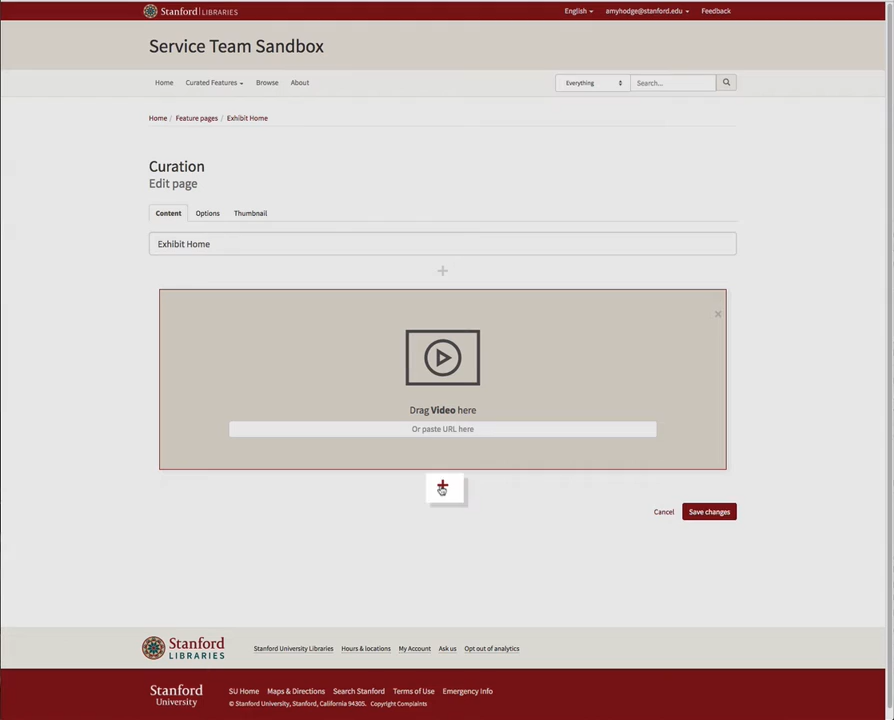 Stanford | LIBRARIES
English
amyhodge@stanford.edu
Feedback
Service Team Sandbox
Home
Curated Features
Browse
About
Everything
Search...
Home / Feature pages / Exhibit Home
Curation
Edit page
Content
Options
Thumbnail
Exhibit Home
Drag Video here
Or paste URL here
Cancel
Save changes
Stanford
LIBRARIES
Stanford University Libraries
Hours & locations
My Account
Ask us
Opt out of analytics
Stanford
University
SU Home
Maps & Directions
Search Stanford
Terms of Use
Emergency Info
© Stanford University, Stanford, California 94305. Copyright Complaints